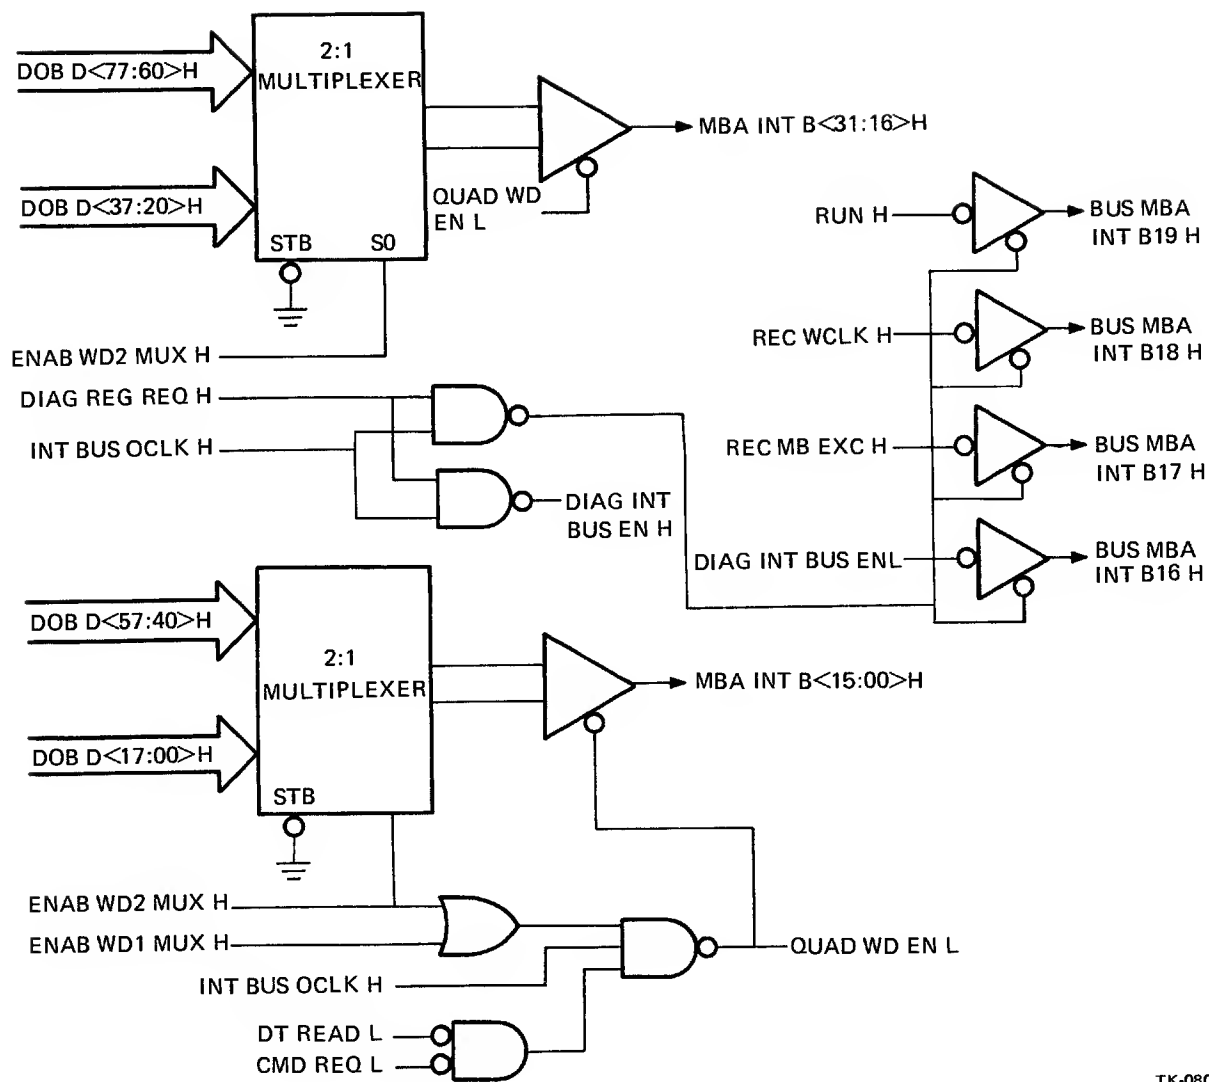 2:1
MULTIPLEXER
DOB D<77:60>H
DOB D<37:20>H
STB
S0
QUAD WD
EN L
MBA INT B<31:16>H
ENAB WD2 MUX H
DIAG REG REQ H
INT BUS OCLK H
DIAG INT
BUS EN H
RUN H
BUS MBA
INT B19 H
REC WCLK H
BUS MBA
INT B18 H
REC MB EXC H
BUS MBA
INT B17 H
DIAG INT BUS ENL
BUS MBA
INT B16 H
DOB D<57:40>H
2:1
MULTIPLEXER
DOB D<17:00>H
STB
MBA INT B<15:00>H
ENAB WD2 MUX H
ENAB WD1 MUX H
INT BUS OCLK H
QUAD WD EN L
DT READ L
CMD REQ L